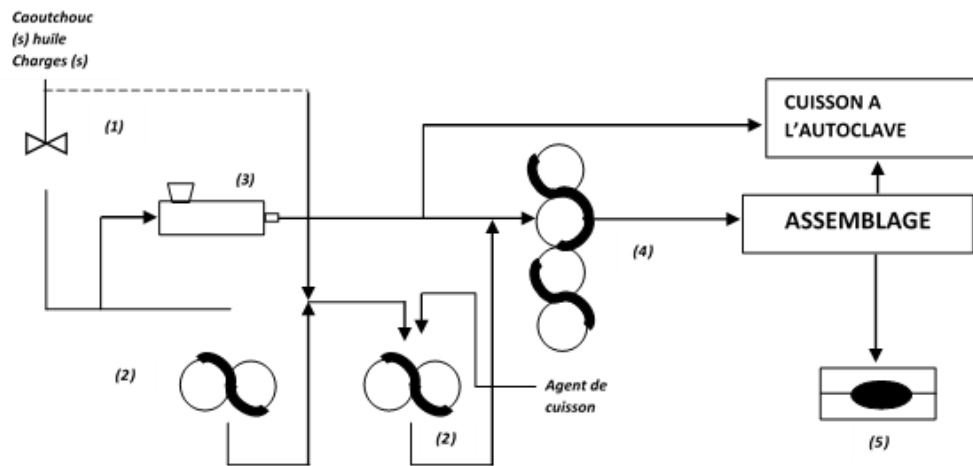 Caoutchouc
(s) huile
Charges (s)
(1)
(3)
CUISSON A
L'AUTOCLAVE
ASSEMBLAGE
(4)
(2)
(2)
Agent de
cuisson
(5)